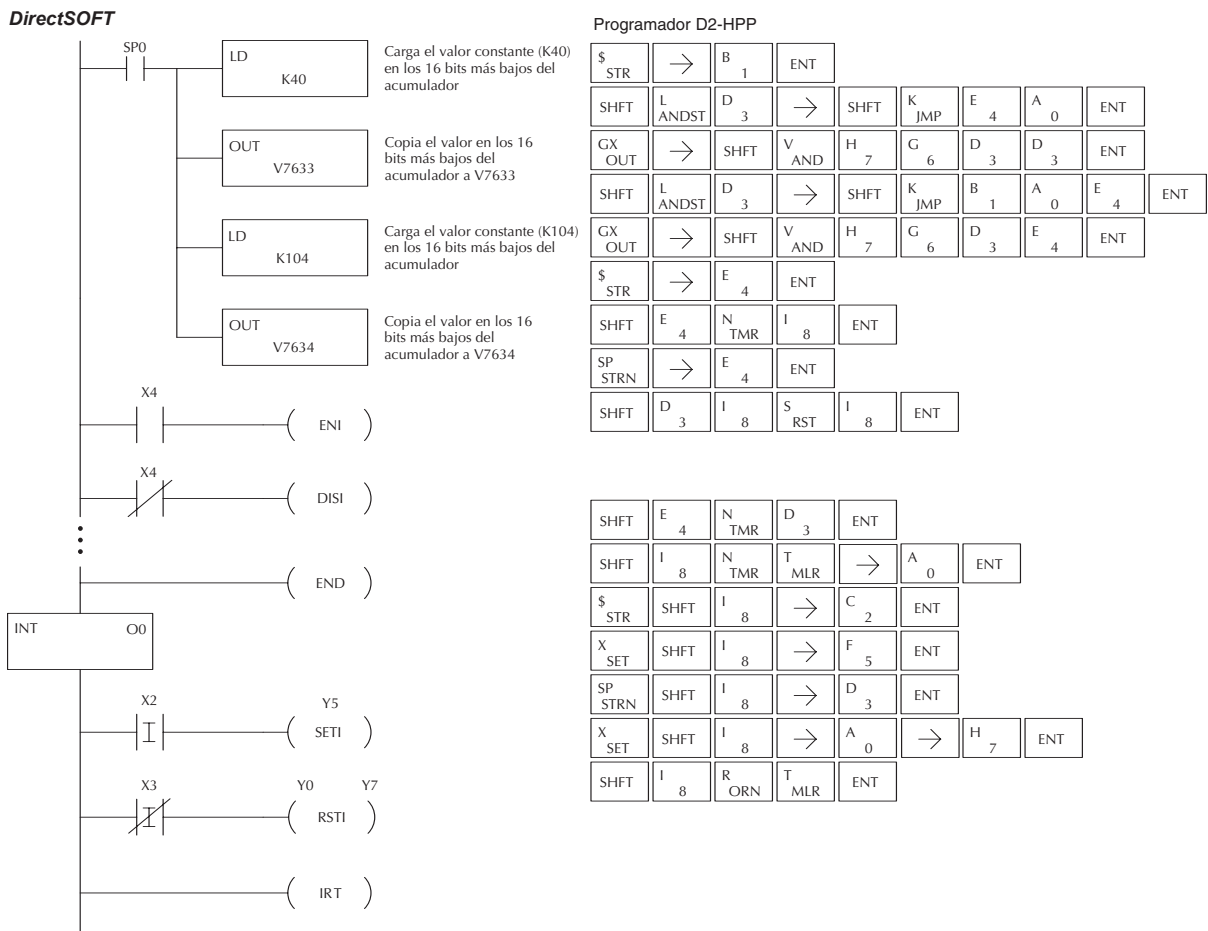 DirectSOFT
SP0
LD
K40
Carga el valor constante (K40)
en los 16 bits más bajos del
acumulador
OUT
V7633
Copia el valor en los 16
bits más bajos del
acumulador a V7633
LD
K104
Carga el valor constante (K104)
en los 16 bits más bajos del
acumulador
OUT
V7634
Copia el valor en los 16
bits más bajos del
acumulador a V7634
X4
ENI
X4
DISI
END
INT O0
X2 Y5
SETI
X3 Y0 Y7
RSTI
IRT
Programador D2-HPP
$ STR → B 1 ENT
SHFT L ANDST D 3 → SHFT K JMP E 4 A 0 ENT
GX OUT → SHFT V AND H 7 G 6 D 3 D 3 ENT
SHFT L ANDST D 3 → SHFT K JMP B 1 A 0 E 4 ENT
GX OUT → SHFT V AND H 7 G 6 D 3 E 4 ENT
$ STR → E 4 ENT
SHFT E 4 N TMR I 8 ENT
SP STRN → E 4 ENT
SHFT D 3 I 8 S RST I 8 ENT
SHFT E 4 N TMR D 3 ENT
SHFT I 8 N TMR T MLR → A 0 ENT
$ STR SHFT I 8 → C 2 ENT
X SET SHFT I 8 → F 5 ENT
SP STRN SHFT I 8 → D 3 ENT
X SET SHFT I 8 → A 0 → H 7 ENT
SHFT I 8 R ORN T MLR ENT